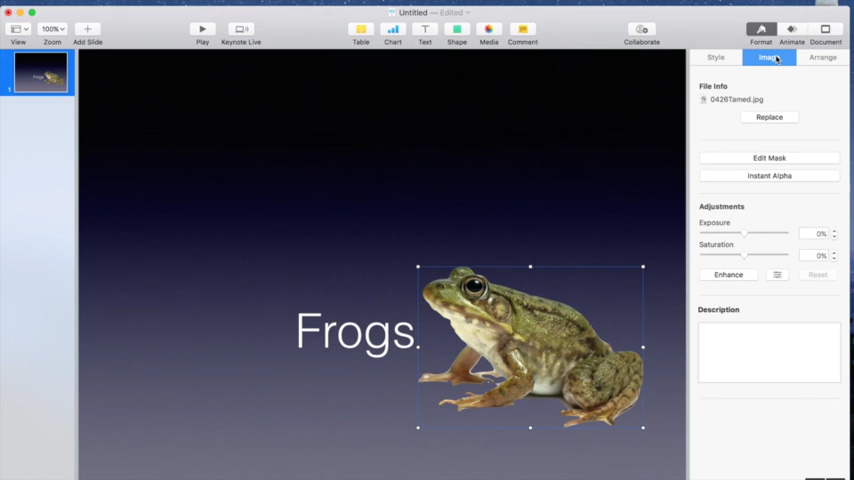 Untitled — Edited
100%
View
Zoom
Add Slide
Play
Keynote Live
Table
Chart
Text
Shape
Media
Comment
Collaborate
Format
Animate
Document
Style
Image
Arrange
File Info
0426Tamed.jpg
Replace
Edit Mask
Instant Alpha
Adjustments
Exposure
0%
Saturation
0%
Enhance
Reset
Description
1
Frogs